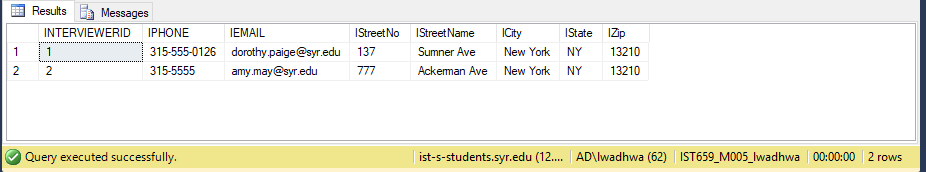 Results Messages
INTERVIEWERID IPHONE IEMAIL IStreetNo IStreetName ICity IState IZip
1 1 315-555-0126 dorothy.paige@syr.edu 137 Sumner Ave New York NY 13210
2 2 315-5555 amy.may@syr.edu 777 Ackerman Ave New York NY 13210
Query executed successfully. ist-s-students.syr.edu (12.... AD\lwadhwa (62) IST659_M005_lwadhwa 00:00:00 2 rows